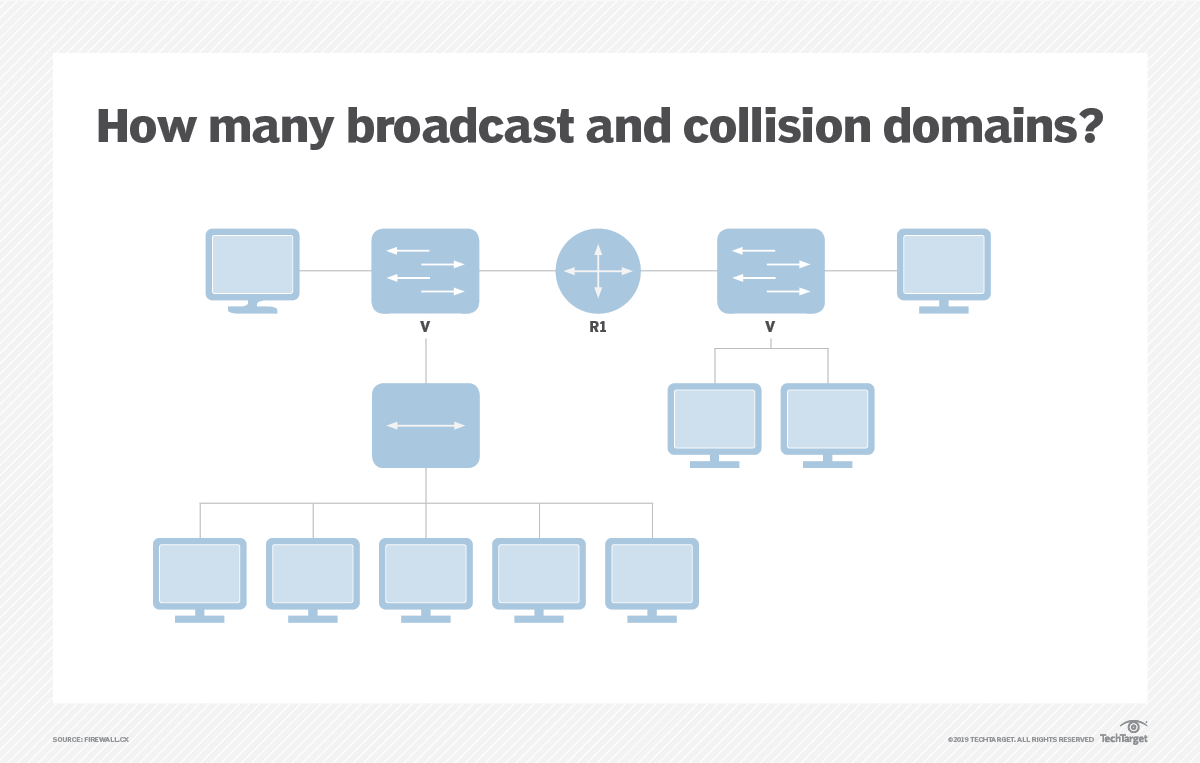 How many broadcast and collision domains?
V
R1
V
SOURCE: FIREWALL.CX
©2019 TECHTARGET. ALL RIGHTS RESERVED
TechTarget